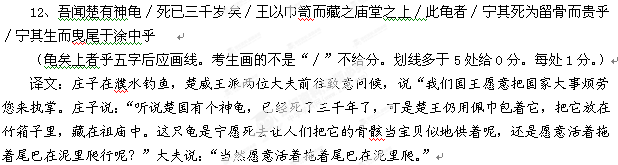 12、吾闻楚有神龟/死已三千岁矣/王以巾笥而藏之庙堂之上/此龟者/宁其死为留骨而贵乎
/宁其生而曳尾于涂中乎
（龟矣上者乎五字后应画线。考生画的不是“/”不给分。划线多于5处给0分。每处1分。）
译文：庄子在濮水钓鱼，楚威王派两位大夫前往致意问候，说“我们国王愿意把国家大事烦劳
您来执掌。庄子说：“听说楚国有个神龟，已经死了三千年了，可是楚王仍用佩巾包着它，把它放在
竹箱子里，藏在祖庙中。这只龟是宁愿死去让人们把它的骨骸当宝贝似地供着呢，还是愿意活着拖
着尾巴在泥里爬行呢？”大夫说：“当然愿意活着拖着尾巴在泥里爬。”